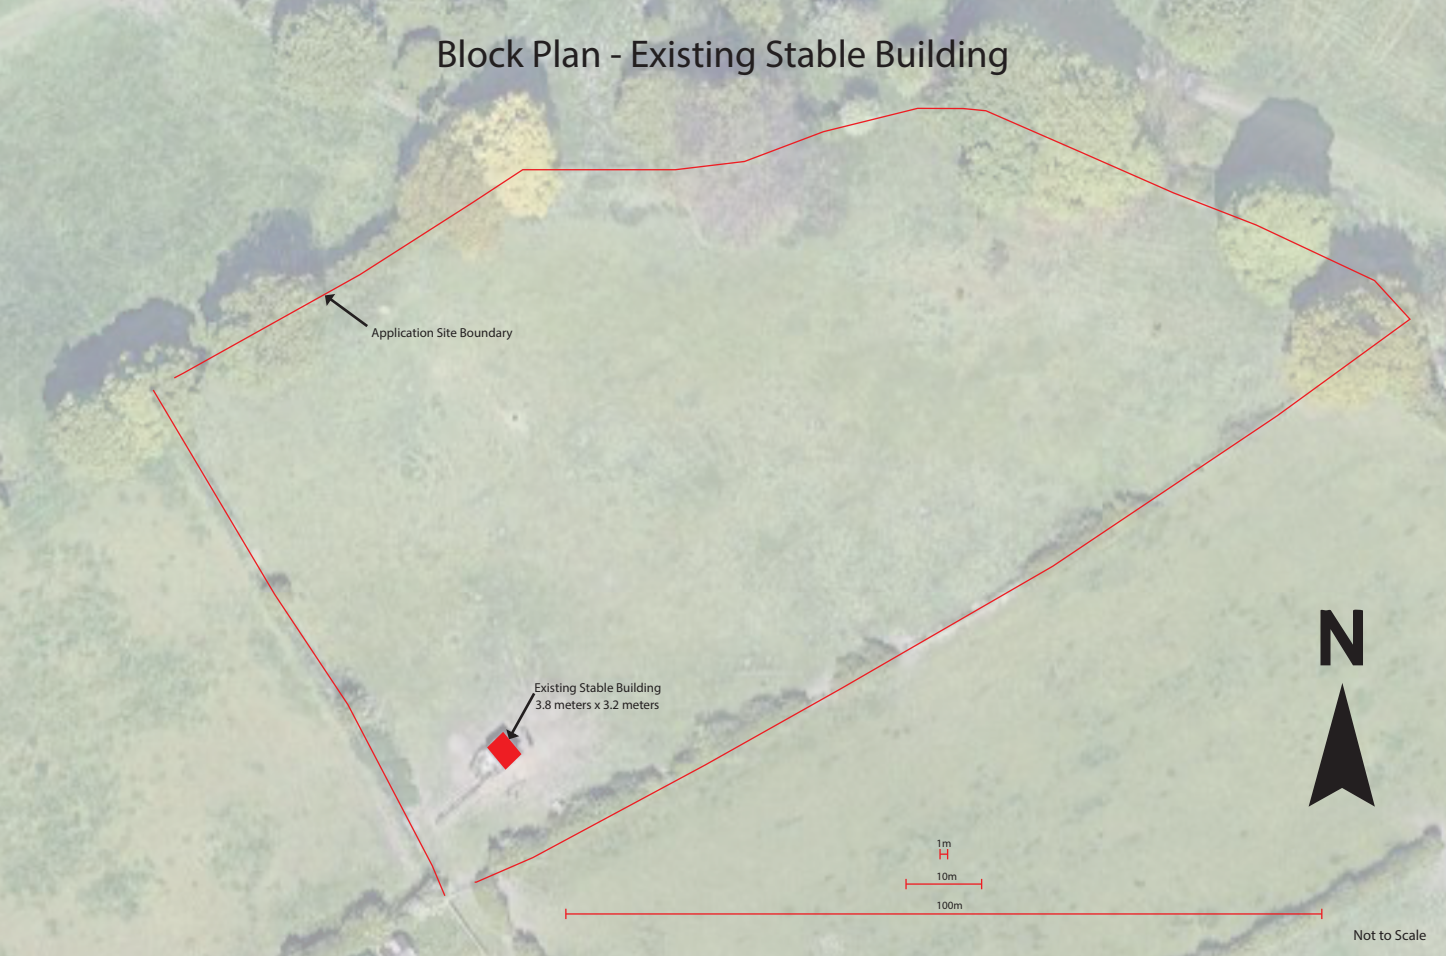 Block Plan - Existing Stable Building
Application Site Boundary
N
Existing Stable Building
3.8 meters x 3.2 meters
1m
10m
100m
Not to Scale